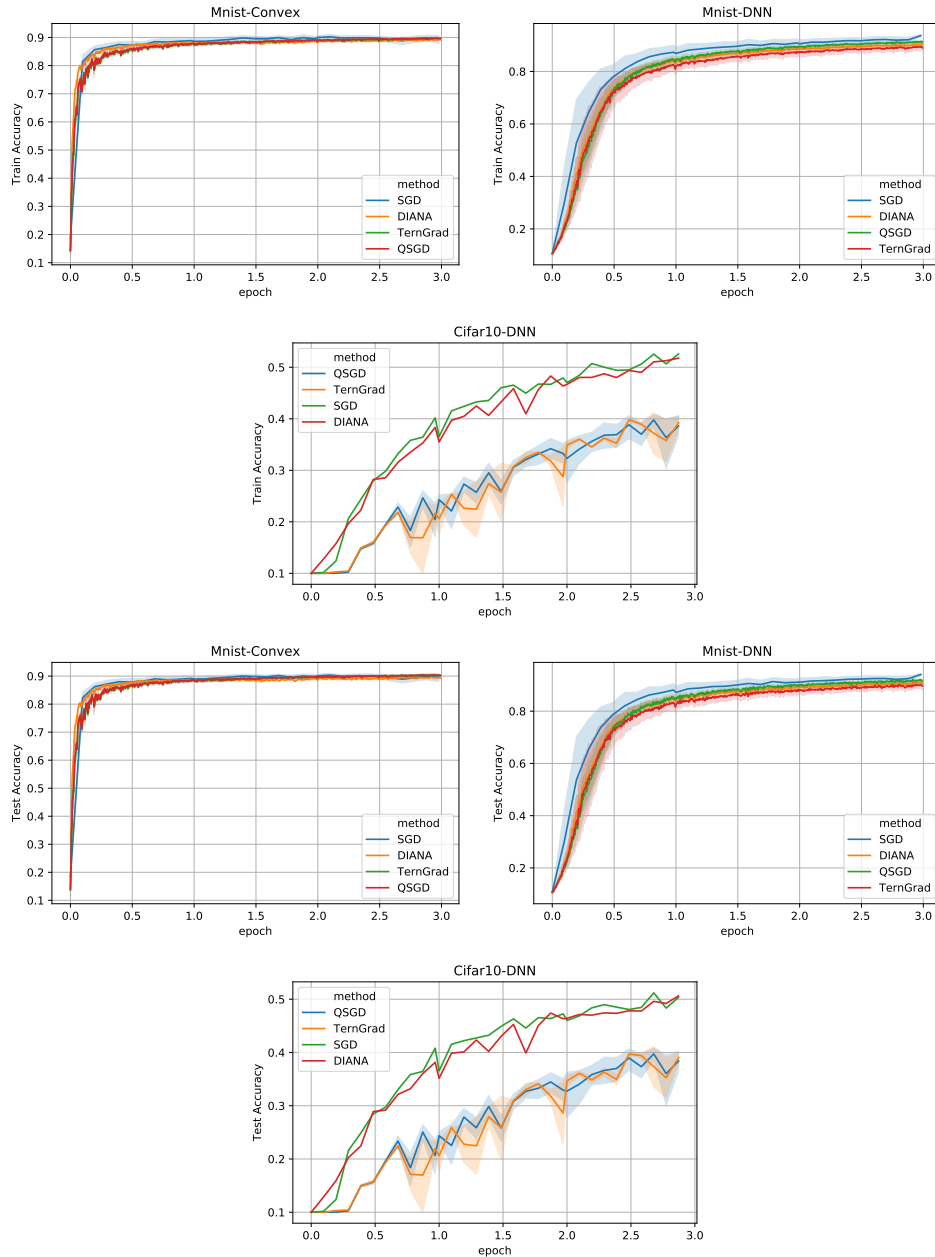 Mnist-Convex
Train Accuracy
0.9
0.8
0.7
0.6
0.5
0.4
0.3
0.2
0.1
method
SGD
DIANA
TernGrad
QSGD
0.0 0.5 1.0 1.5 2.0 2.5 3.0
epoch
Mnist-DNN
Train Accuracy
0.8
0.6
0.4
0.2
method
SGD
DIANA
QSGD
TernGrad
0.0 0.5 1.0 1.5 2.0 2.5 3.0
epoch
Cifar10-DNN
Train Accuracy
0.5
0.4
0.3
0.2
0.1
method
QSGD
TernGrad
SGD
DIANA
0.0 0.5 1.0 1.5 2.0 2.5 3.0
epoch
Mnist-Convex
Test Accuracy
0.9
0.8
0.7
0.6
0.5
0.4
0.3
0.2
0.1
method
SGD
DIANA
TernGrad
QSGD
0.0 0.5 1.0 1.5 2.0 2.5 3.0
epoch
Mnist-DNN
Test Accuracy
0.8
0.6
0.4
0.2
method
SGD
DIANA
QSGD
TernGrad
0.0 0.5 1.0 1.5 2.0 2.5 3.0
epoch
Cifar10-DNN
Test Accuracy
0.5
0.4
0.3
0.2
0.1
method
QSGD
TernGrad
SGD
DIANA
0.0 0.5 1.0 1.5 2.0 2.5 3.0
epoch